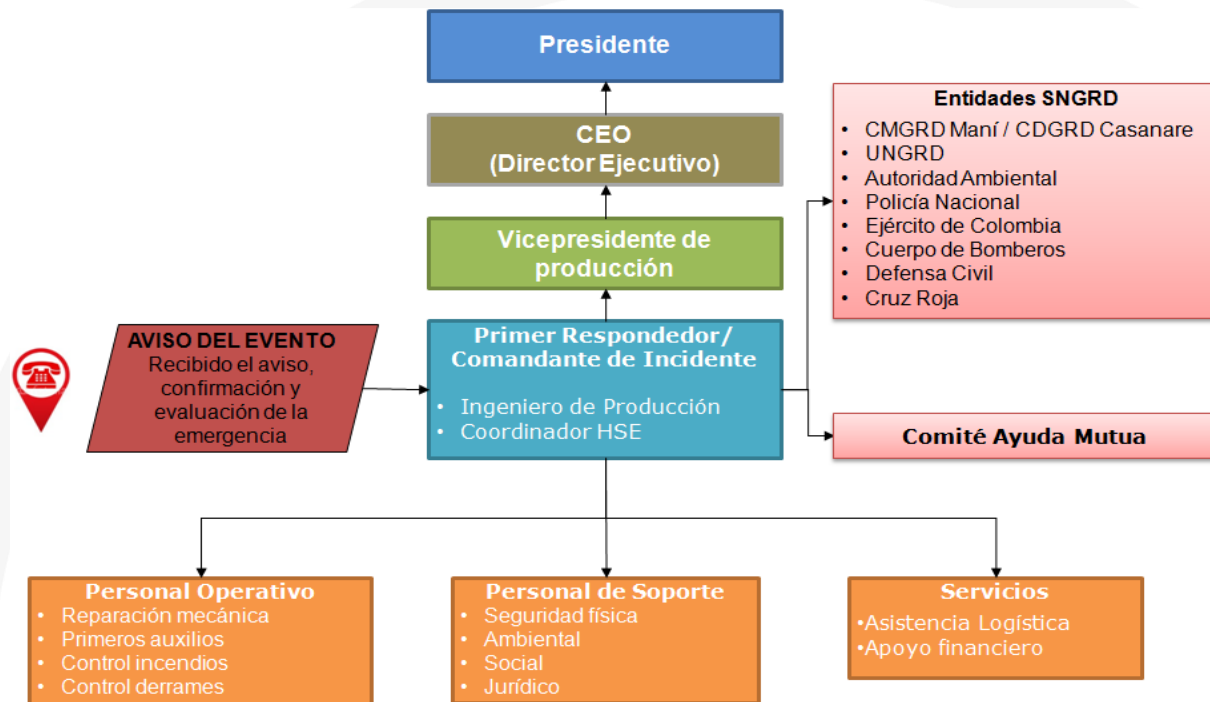 Presidente
CEO
(Director Ejecutivo)
Vicepresidente de
producción
Entidades SNGRD
• CMGRD Maní / CDGRD Casanare
• UNGRD
• Autoridad Ambiental
• Policía Nacional
• Ejército de Colombia
• Cuerpo de Bomberos
• Defensa Civil
• Cruz Roja
AVISO DEL EVENTO
Recibido el aviso,
confirmación y
evaluación de la
emergencia
Primer Respondedor/
Comandante de Incidente
• Ingeniero de Producción
• Coordinador HSE
Comité Ayuda Mutua
Personal Operativo
• Reparación mecánica
• Primeros auxilios
• Control incendios
• Control derrames
Personal de Soporte
• Seguridad física
• Ambiental
• Social
• Jurídico
Servicios
•Asistencia Logística
•Apoyo financiero